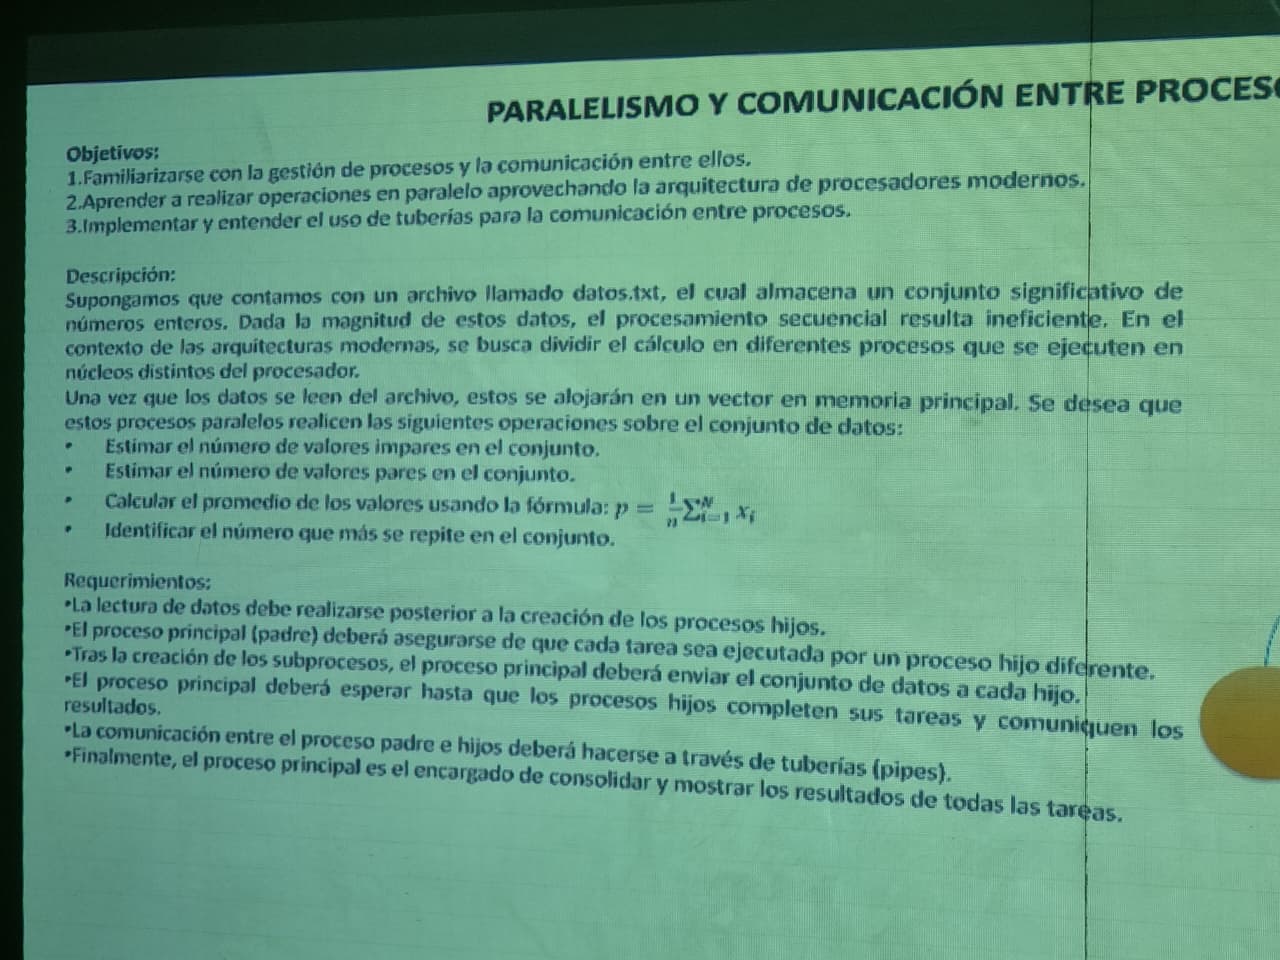 PARALELISMO Y COMUNICACIÓN ENTRE PROCESO
Objetivos:
1.Familiarizarse con la gestión de procesos y la comunicación entre ellos.
2.Aprender a realizar operaciones en paralelo aprovechando la arquitectura de procesadores modernos.
3.Implementar y entender el uso de tuberías para la comunicación entre procesos.
Descripción:
Supongamos que contamos con un archivo llamado datos.txt, el cual almacena un conjunto significativo de
números enteros. Dada la magnitud de estos datos, el procesamiento secuencial resulta ineficiente. En el
contexto de las arquitecturas modernas, se busca dividir el cálculo en diferentes procesos que se ejecuten en
núcleos distintos del procesador.
Una vez que los datos se leen del archivo, estos se alojarán en un vector en memoria principal. Se desea que
estos procesos paralelos realicen las siguientes operaciones sobre el conjunto de datos:
• Estimar el número de valores impares en el conjunto.
• Estimar el número de valores pares en el conjunto.
• Calcular el promedio de los valores usando la fórmula: p = 1/n Σ_{i=1}^{N} x_i
• Identificar el número que más se repite en el conjunto.
Requerimientos:
•La lectura de datos debe realizarse posterior a la creación de los procesos hijos.
•El proceso principal (padre) deberá asegurarse de que cada tarea sea ejecutada por un proceso hijo diferente.
•Tras la creación de los subprocesos, el proceso principal deberá enviar el conjunto de datos a cada hijo.
•El proceso principal deberá esperar hasta que los procesos hijos completen sus tareas y comuniquen los
resultados.
•La comunicación entre el proceso padre e hijos deberá hacerse a través de tuberías (pipes).
•Finalmente, el proceso principal es el encargado de consolidar y mostrar los resultados de todas las tareas.